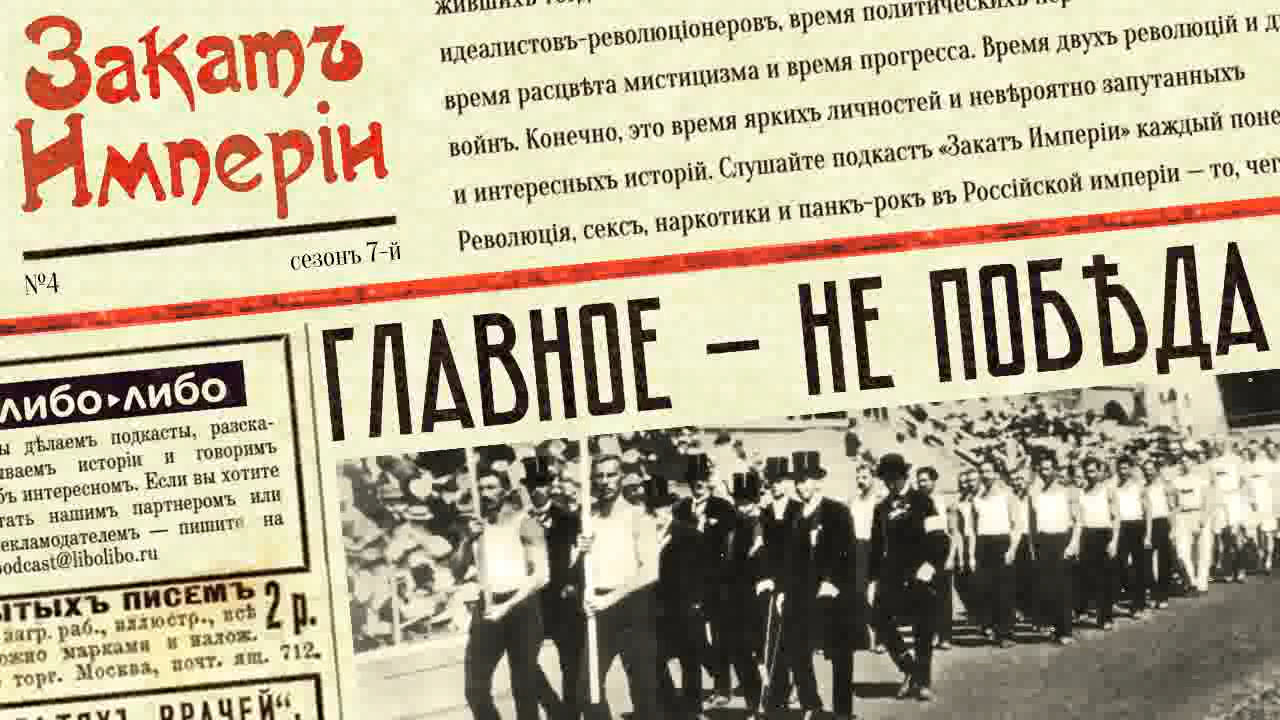 Закатъ
Имперіи
сезонъ 7-й
№4
идеалистовъ-революціонеровъ, время политическихъ
время расцвѣта мистицизма и время прогресса. Время двухъ революцій и
войнъ. Конечно, это время яркихъ личностей и невѣроятно запутанныхъ
и интересныхъ исторій. Слушайте подкастъ «Закатъ Имперіи» каждый
Революція, сексъ, наркотики и панкъ-рокъ въ Россійской имперіи — то,
ГЛАВНОЕ – НЕ ПОБѢДА
либо▸либо
дѣлаемъ подкасты, разска-
исторіи и говоримъ
интересномъ. Если вы хотите
нашимъ партнеромъ или
— пишите на
podcast@libolibo.ru
ПИСЕМЪ 2 р.
загр. раб., иллюстр., всѣ
марками и налож.
торг. Москва, почт. ящ. 712.
ВРАЧЕЙ“,